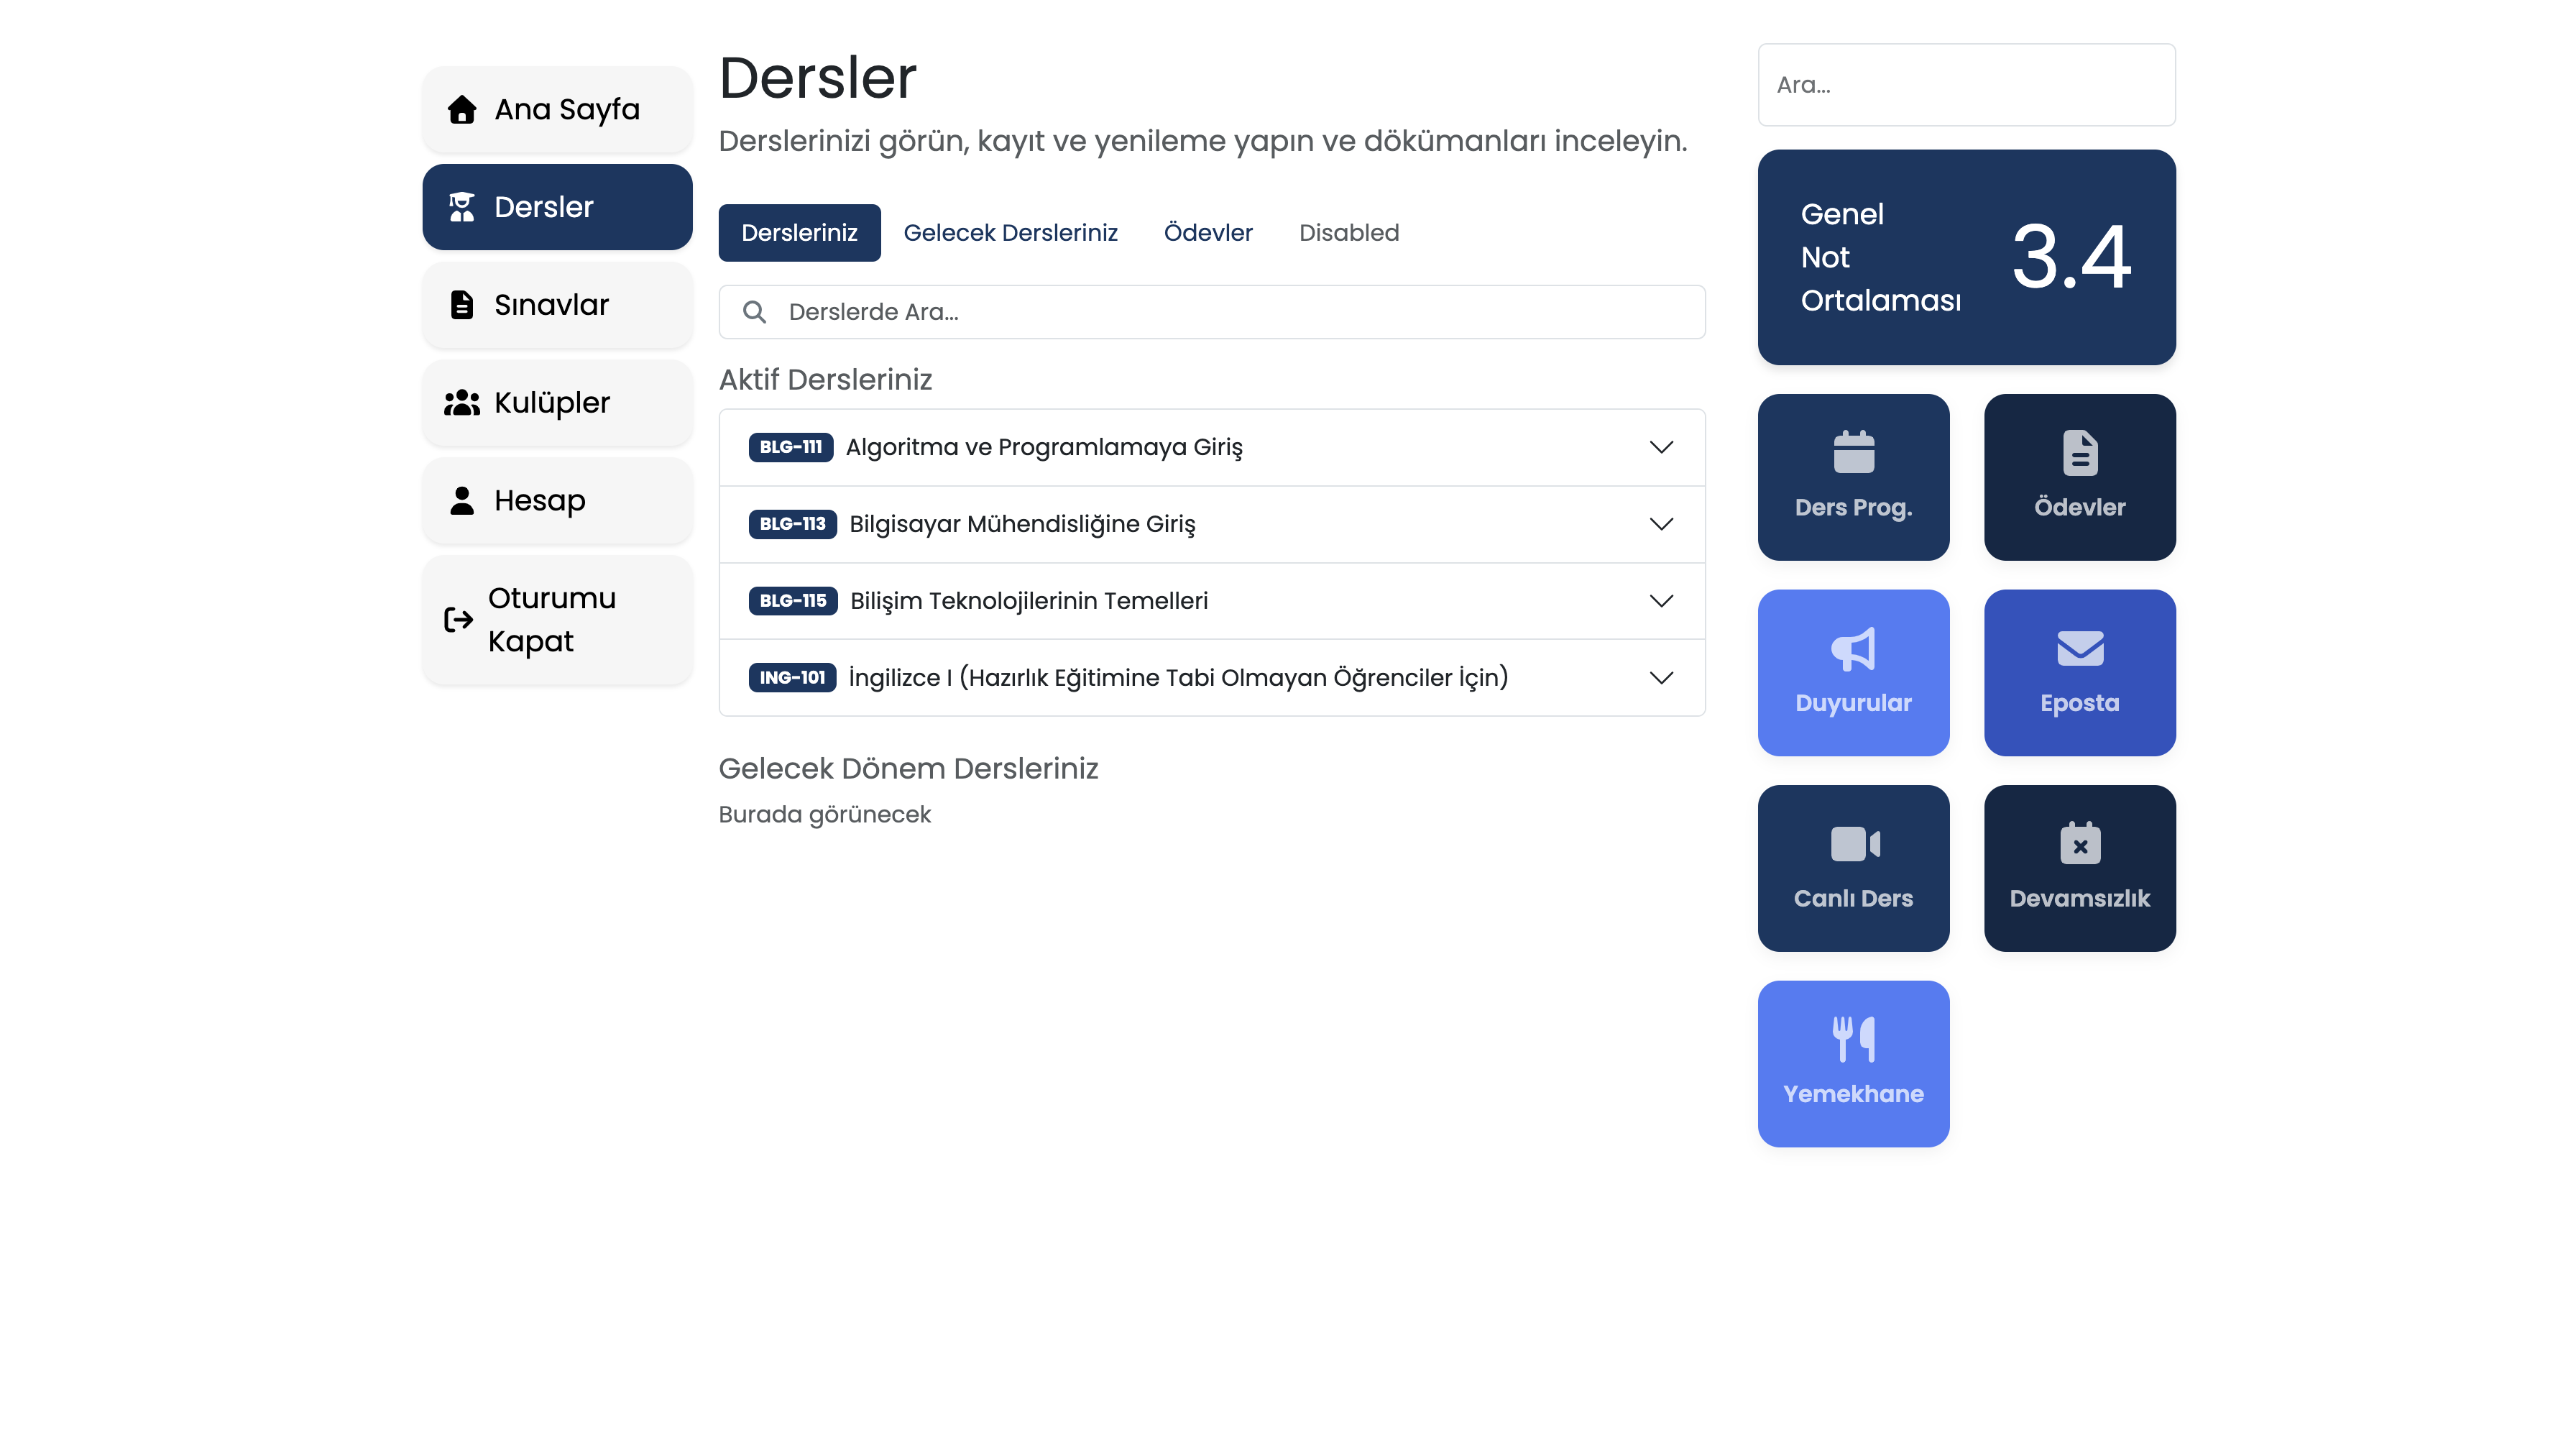 Ana Sayfa
Dersler
Sınavlar
Kulüpler
Hesap
Oturumu
Kapat
Dersler
Derslerinizi görün, kayıt ve yenileme yapın ve dökümanları inceleyin.
Dersleriniz
Gelecek Dersleriniz
Ödevler
Disabled
Derslerde Ara...
Aktif Dersleriniz
BLG-111 Algoritma ve Programlamaya Giriş
BLG-113 Bilgisayar Mühendisliğine Giriş
BLG-115 Bilişim Teknolojilerinin Temelleri
ING-101 İngilizce I (Hazırlık Eğitimine Tabi Olmayan Öğrenciler İçin)
Gelecek Dönem Dersleriniz
Burada görünecek
Ara...
Genel
Not
Ortalaması
3.4
Ders Prog.
Ödevler
Duyurular
Eposta
Canlı Ders
Devamsızlık
Yemekhane